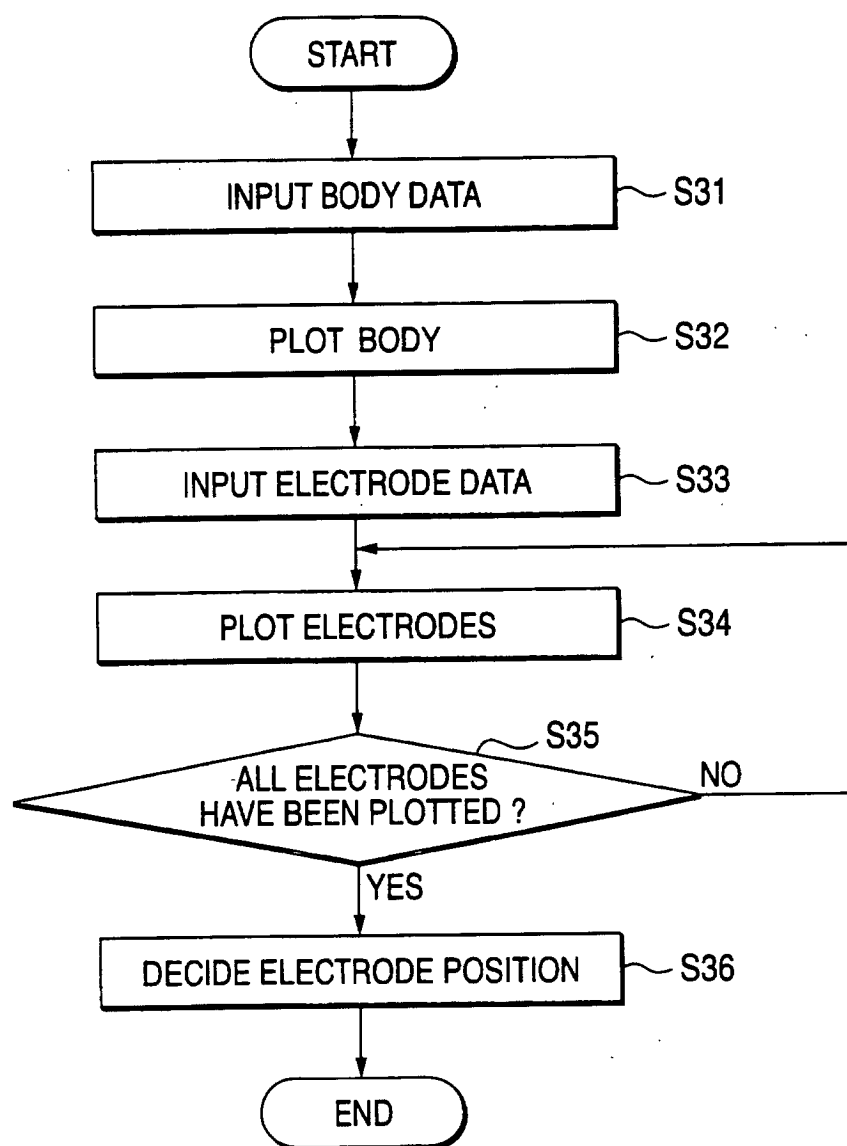 START
INPUT BODY DATA
S31
PLOT BODY
S32
INPUT ELECTRODE DATA
S33
PLOT ELECTRODES
S34
S35
ALL ELECTRODES
HAVE BEEN PLOTTED ?
NO
YES
DECIDE ELECTRODE POSITION
S36
END